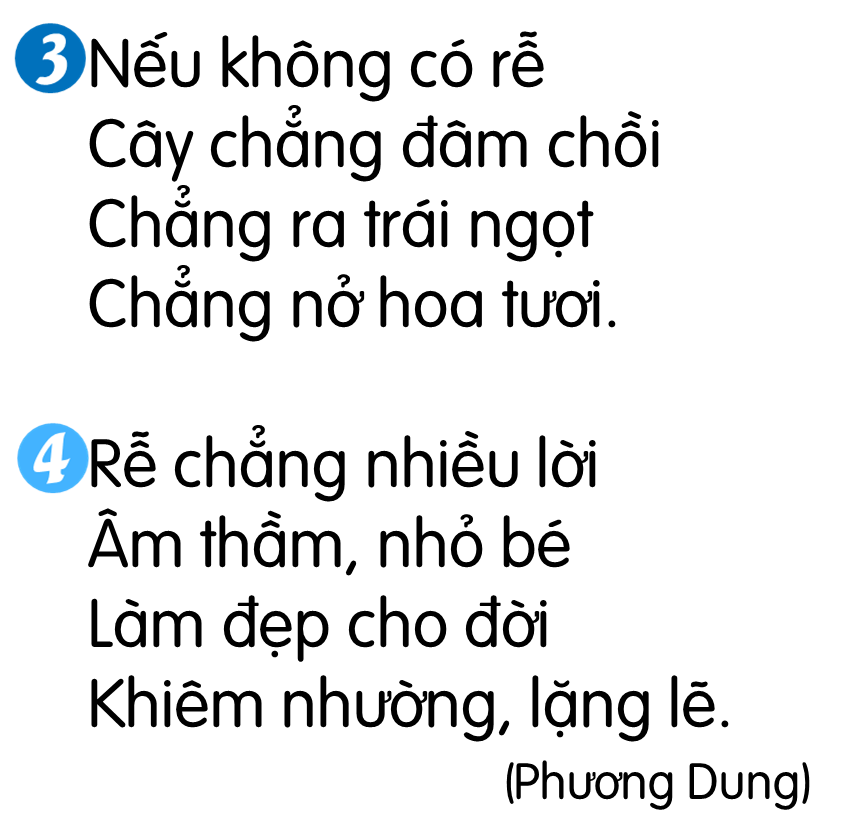 3 Nếu không có rễ
Cây chẳng đâm chồi
Chẳng ra trái ngọt
Chẳng nở hoa tươi.
4 Rễ chẳng nhiều lời
Âm thầm, nhỏ bé
Làm đẹp cho đời
Khiêm nhường, lặng lẽ.
(Phương Dung)